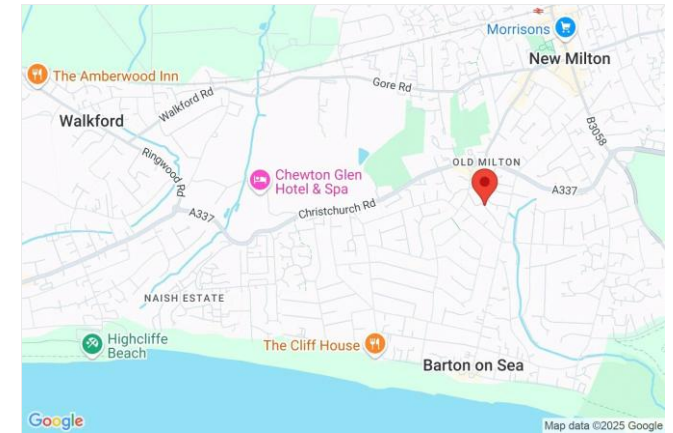 Morrisons
New Milton
The Amberwood Inn
Gore Rd
Walkford Rd
Walkford
B3058
Ringwood Rd
OLD MILTON
Chewton Glen
Hotel & Spa
A337
Christchurch Rd
A337
NAISH ESTATE
Highcliffe
Beach
The Cliff House
Barton on Sea
Google
Map data ©2025 Google